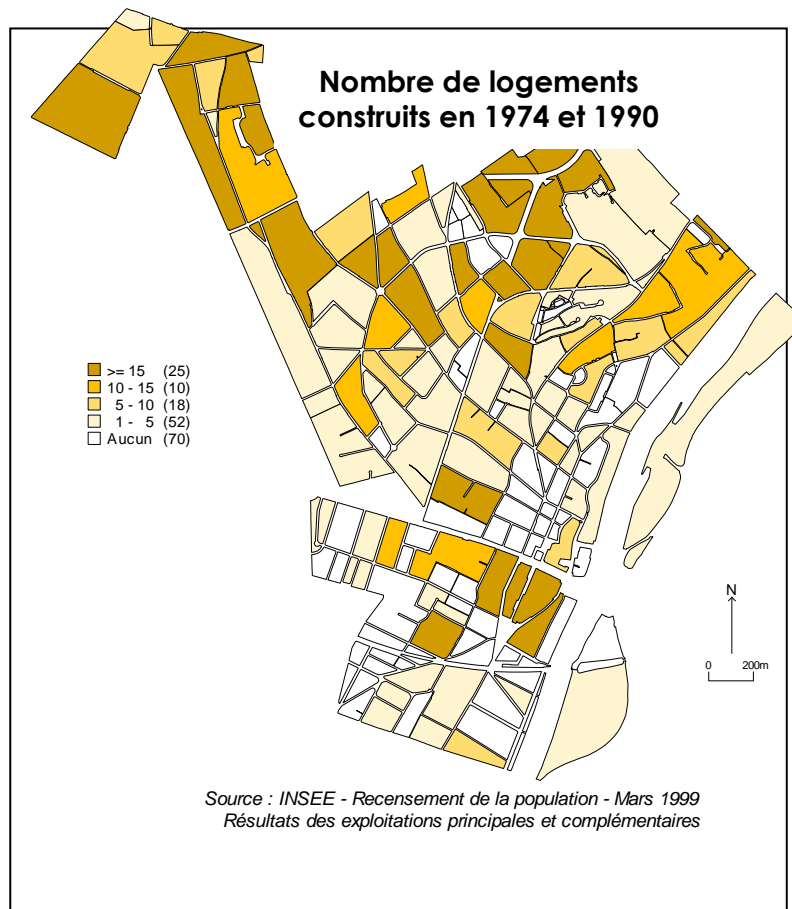 Nombre de logements
construits en 1974 et 1990
>= 15 (25)
10 - 15 (10)
5 - 10 (18)
1 - 5 (52)
Aucun (70)
N
0 200m
Source : INSEE - Recensement de la population - Mars 1999
Résultats des exploitations principales et complémentaires